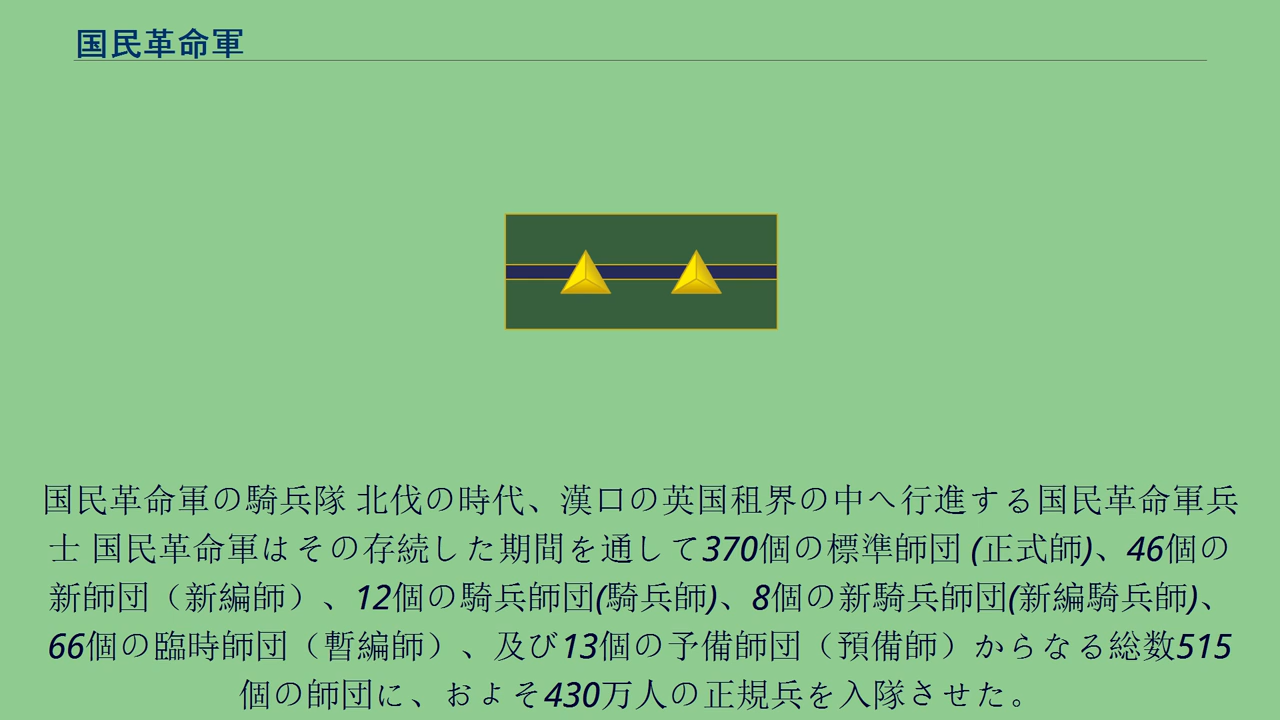 国民革命軍
国民革命軍の騎兵隊 北伐の時代、漢口の英国租界の中へ行進する国民革命軍兵
士 国民革命軍はその存続した期間を通して370個の標準師団 (正式師)、46個の
新師団（新編師）、12個の騎兵師団(騎兵師)、8個の新騎兵師団(新編騎兵師)、
66個の臨時師団（暫編師）、及び13個の予備師団（預備師）からなる総数515
個の師団に、およそ430万人の正規兵を入隊させた。